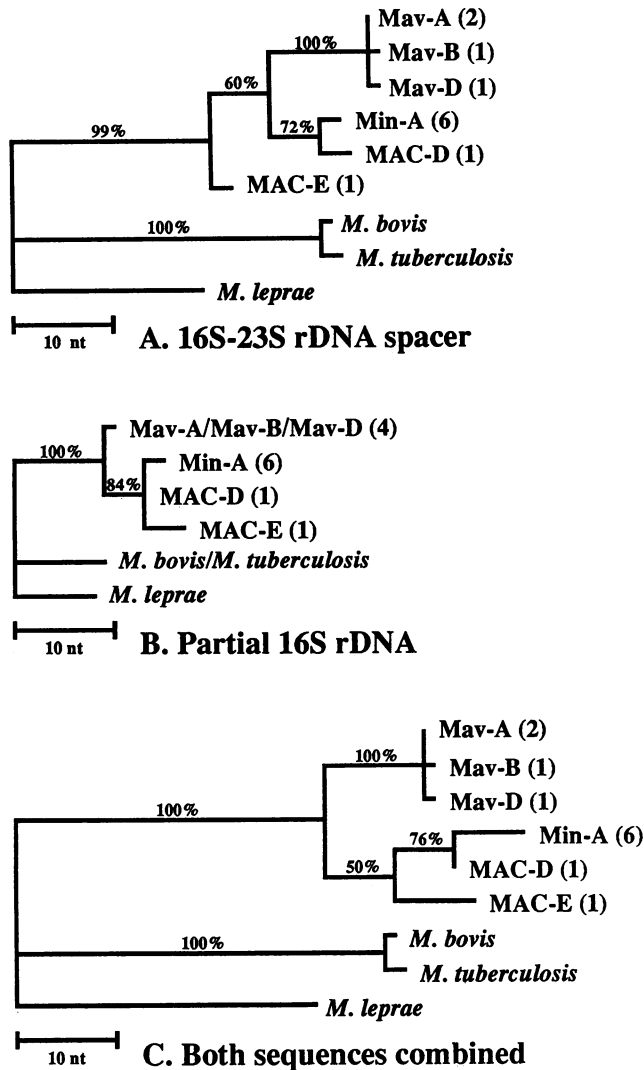 Mav-A (2)
100%
Mav-B (1)
60%
Mav-D (1)
Min-A (6)
72%
99%
MAC-D (1)
MAC-E (1)
M. bovis
100%
M. tuberculosis
M. leprae
10 nt
A. 16S-23S rDNA spacer
Mav-A/Mav-B/Mav-D (4)
100%
Min-A (6)
84%
MAC-D (1)
MAC-E (1)
M. bovis/M. tuberculosis
M. leprae
10 nt
B. Partial 16S rDNA
Mav-A (2)
100%
Mav-B (1)
Mav-D (1)
100%
Min-A (6)
76%
50%
MAC-D (1)
MAC-E (1)
M. bovis
100%
M. tuberculosis
M. leprae
10 nt
C. Both sequences combined